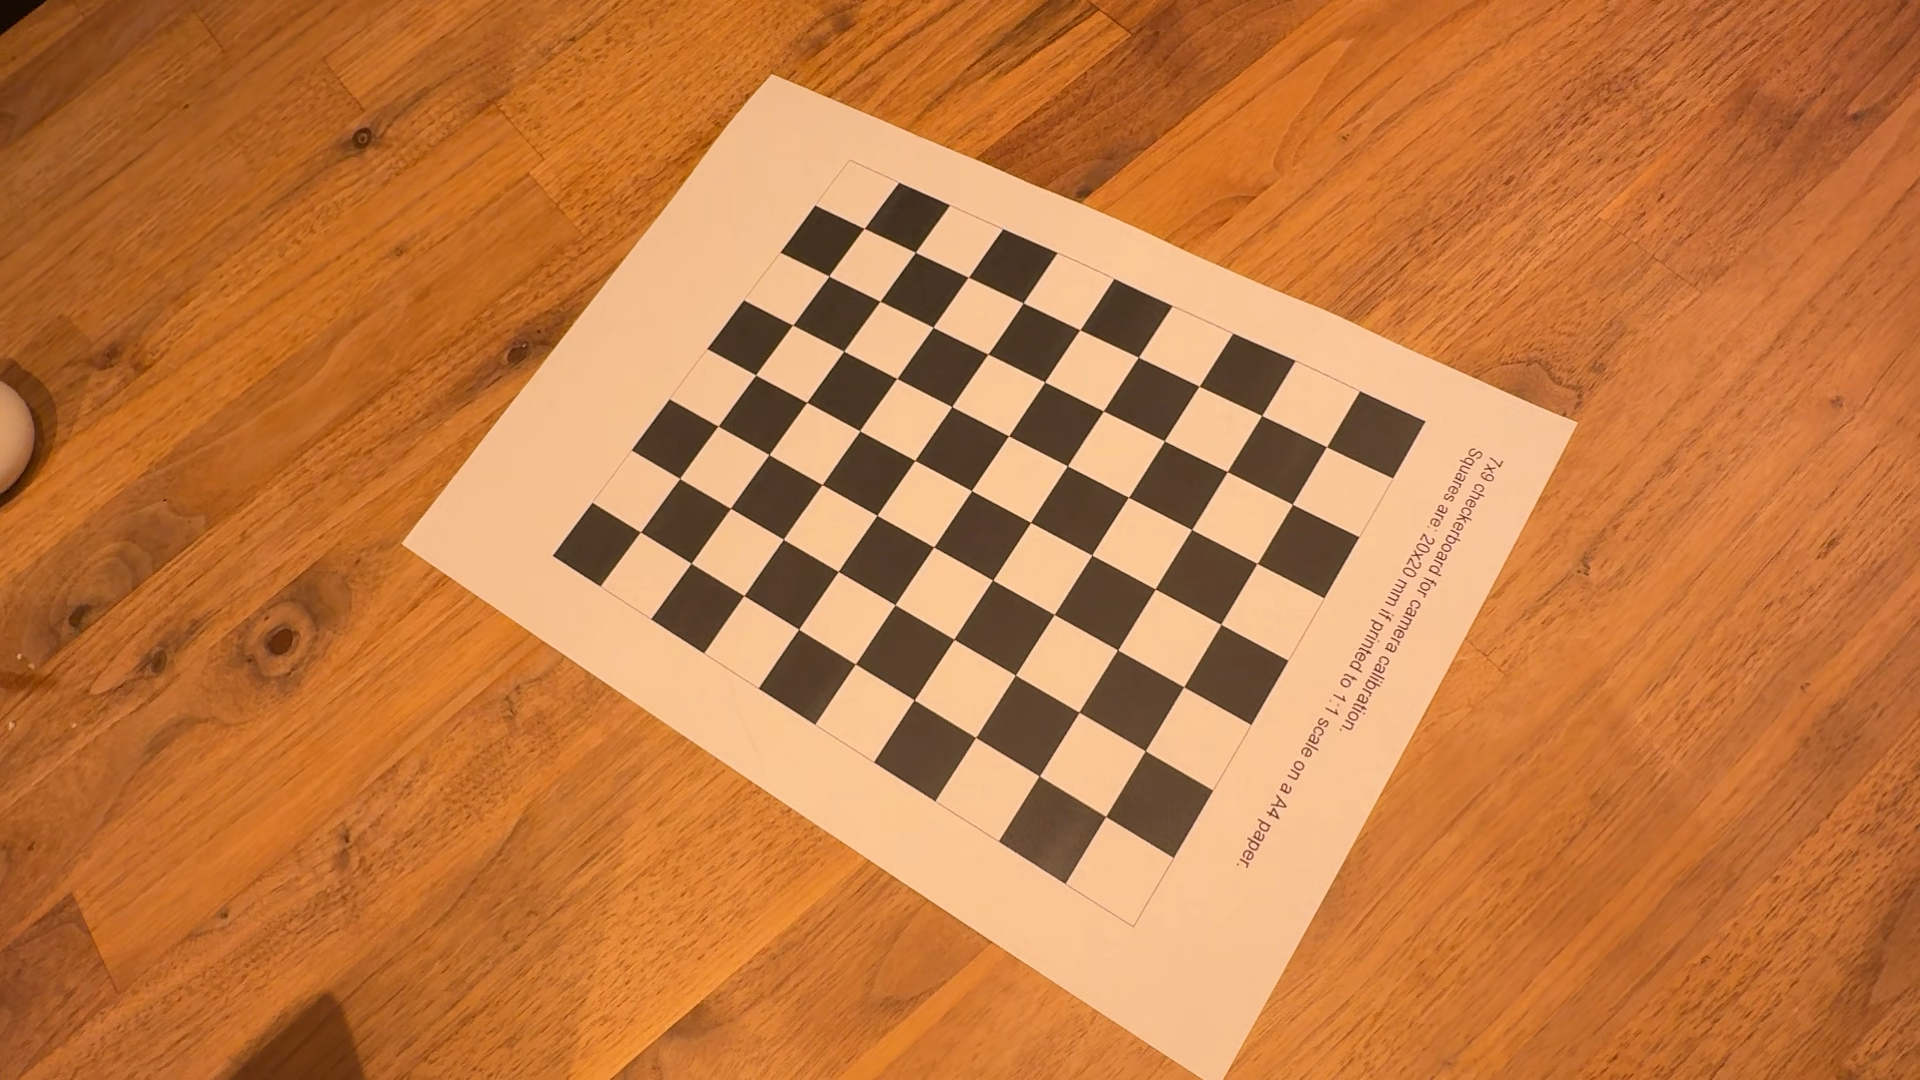 7x9 checkerboard for camera calibration.
Squares are: 20x20 mm if printed to 1:1 scale on a A4 paper.